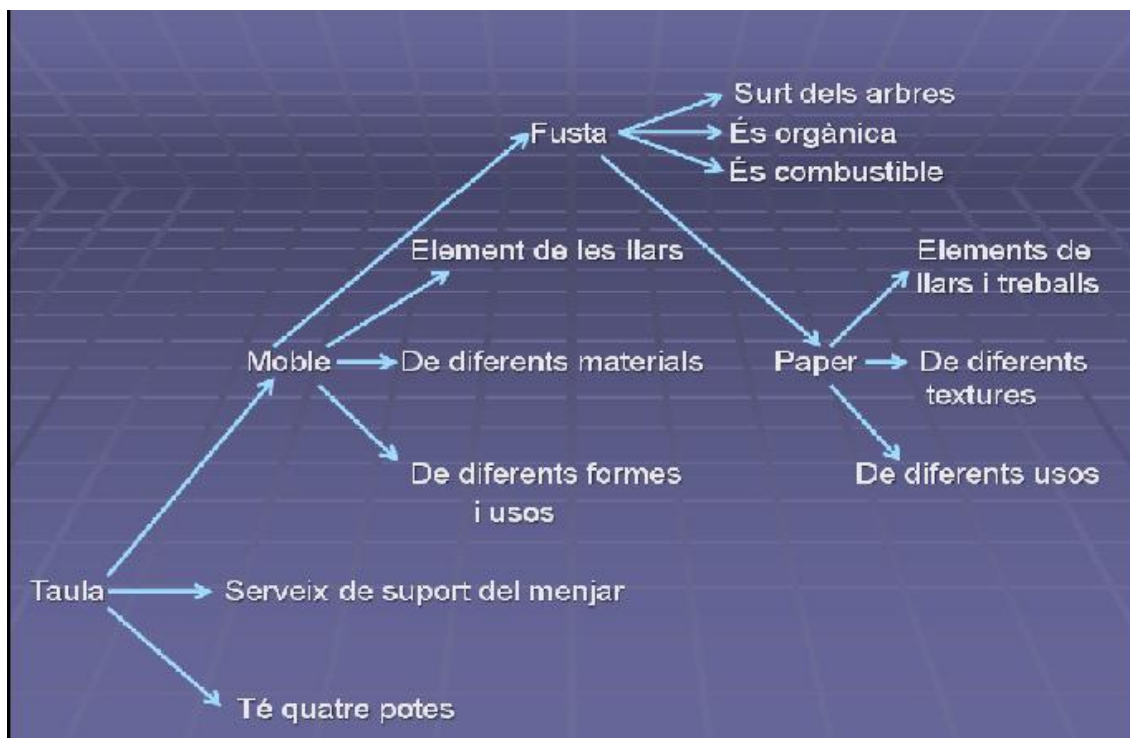 Surt dels arbres
Fusta
És orgànica
És combustible
Element de les llars
Elements de
llars i treballs
Moble
De diferents materials
Paper
De diferents
textures
De diferents formes
i usos
De diferents usos
Taula
Serveix de suport del menjar
Té quatre potes